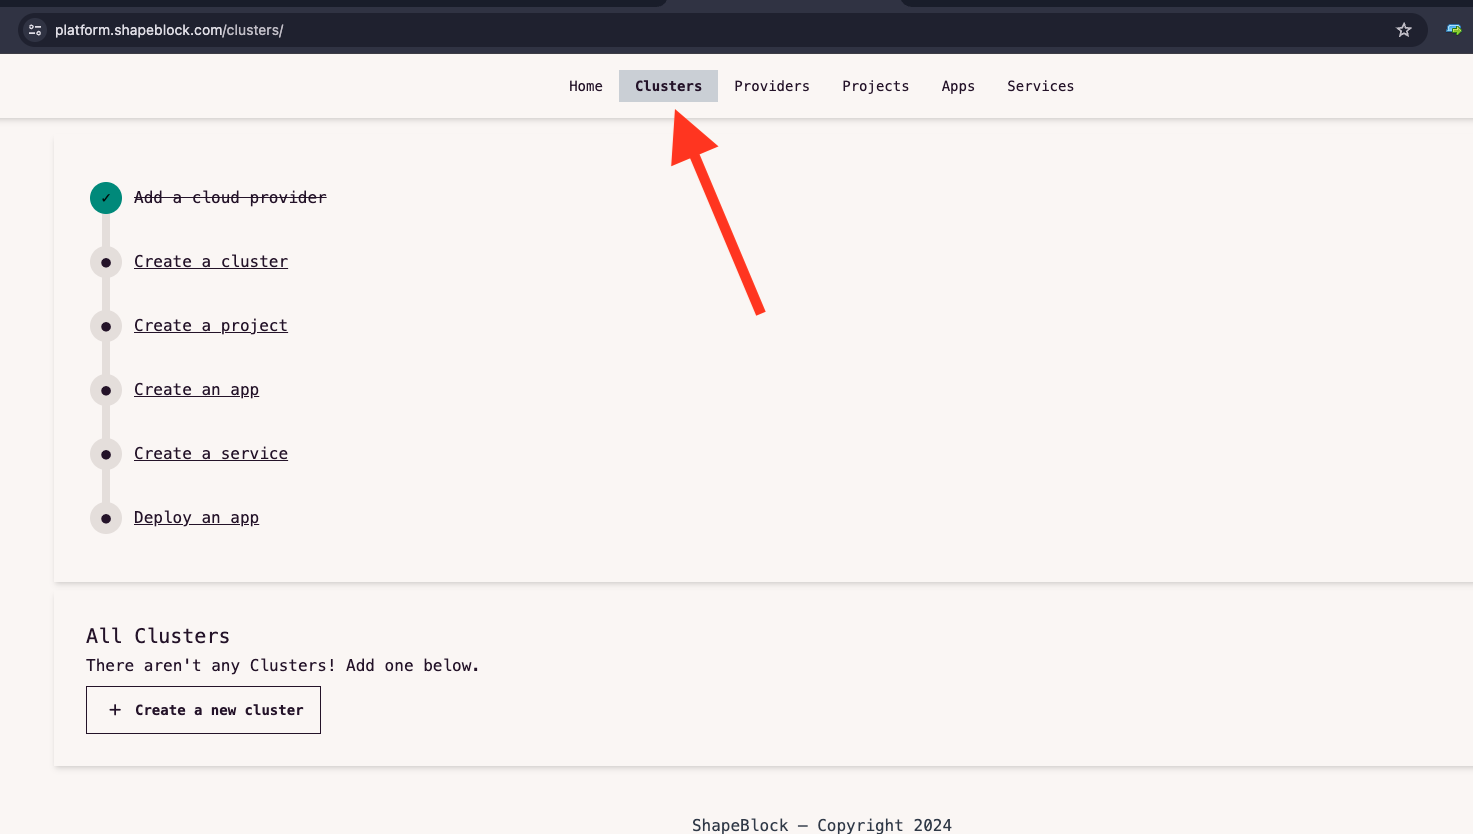 platform.shapeblock.com/clusters/
Home Clusters Providers Projects Apps Services
Add a cloud provider
Create a cluster
Create a project
Create an app
Create a service
Deploy an app
All Clusters
There aren't any Clusters! Add one below.
+ Create a new cluster
ShapeBlock — Copyright 2024